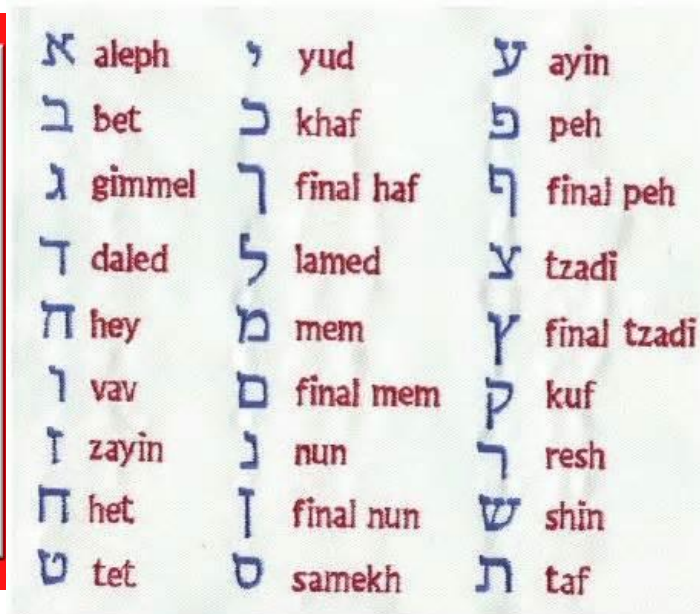 א aleph
ב bet
ג gimmel
ד daled
ה hey
ו vav
ז zayin
ח het
ט tet
י yud
כ khaf
ך final haf
ל lamed
מ mem
ם final mem
נ nun
ן final nun
ס samekh
ע ayin
פ peh
ף final peh
צ tzadi
ץ final tzadi
ק kuf
ר resh
ש shin
ת taf